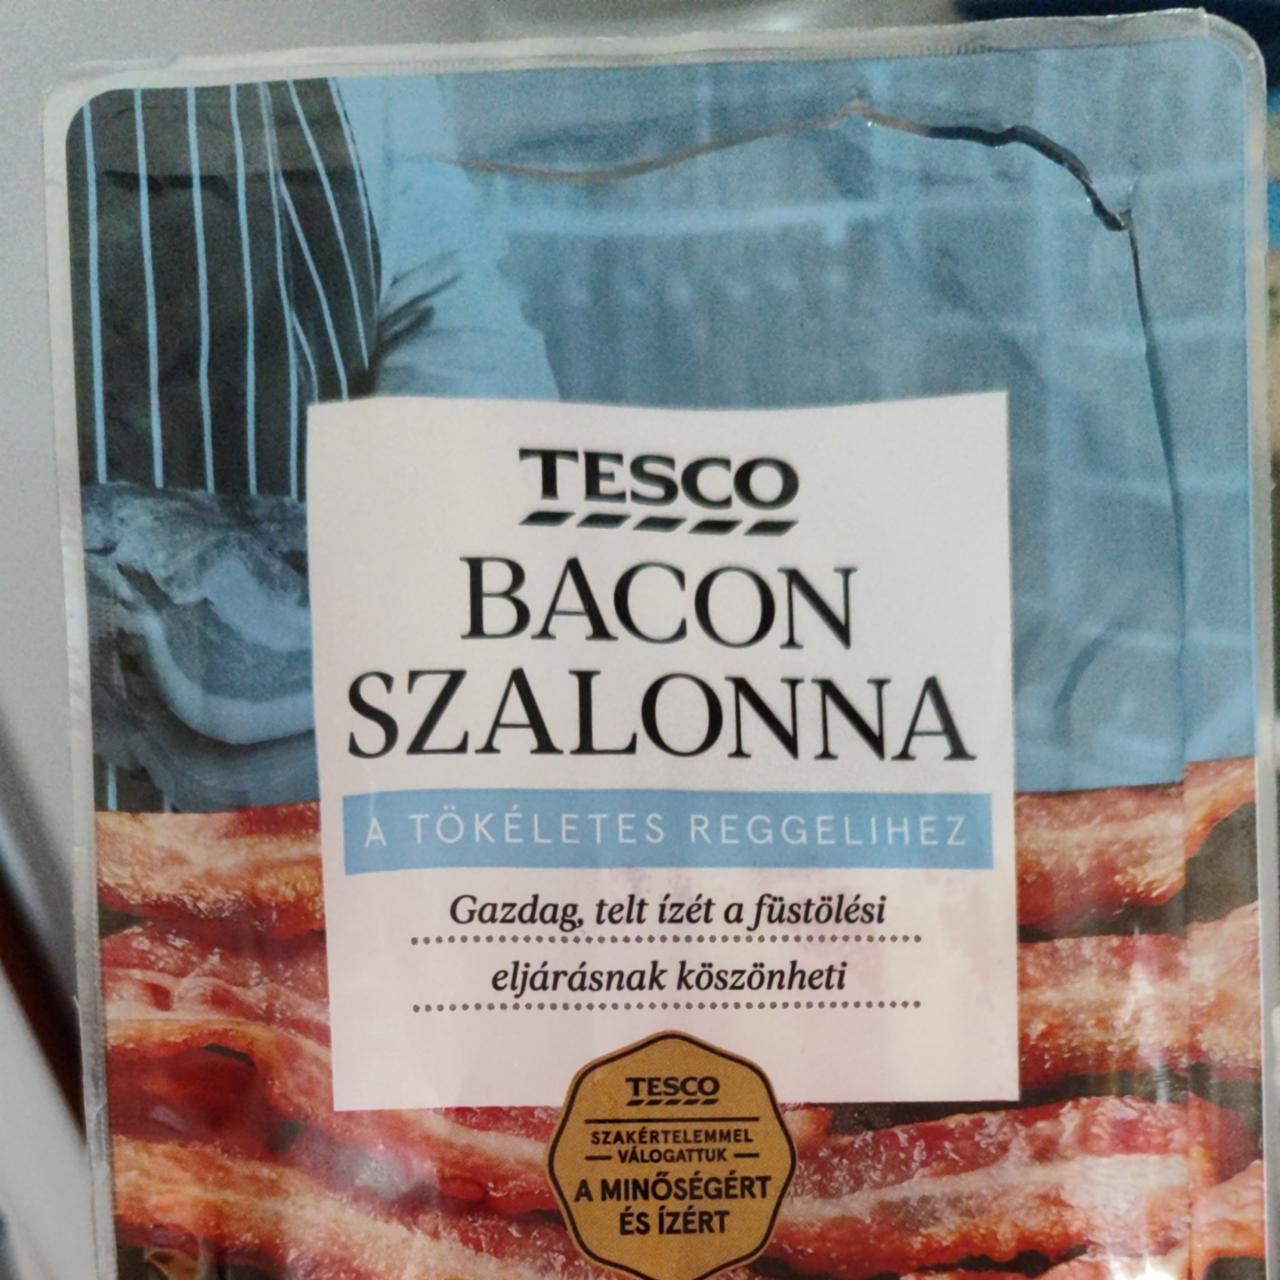 TESCO
BACON
SZALONNA
A TÖKÉLETES REGGELIHEZ
Gazdag, telt ízét a füstölési
eljárásnak köszönheti
TESCO
SZAKÉRTELEMMEL
VÁLOGATTUK
A MINŐSÉGÉRT
ÉS ÍZÉRT